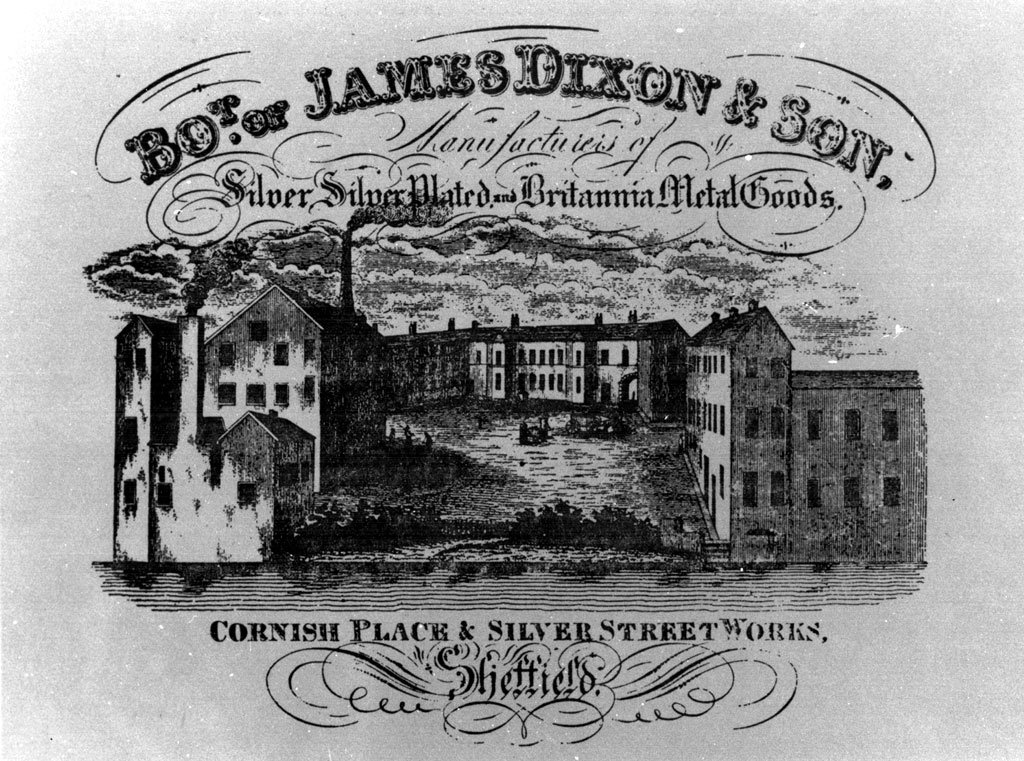 BOT. OF JAMES DIXON & SON,
Manufacturers of
Silver, Silver Plated, and Britannia Metal Goods.
CORNISH PLACE & SILVER STREET WORKS,
Sheffield.